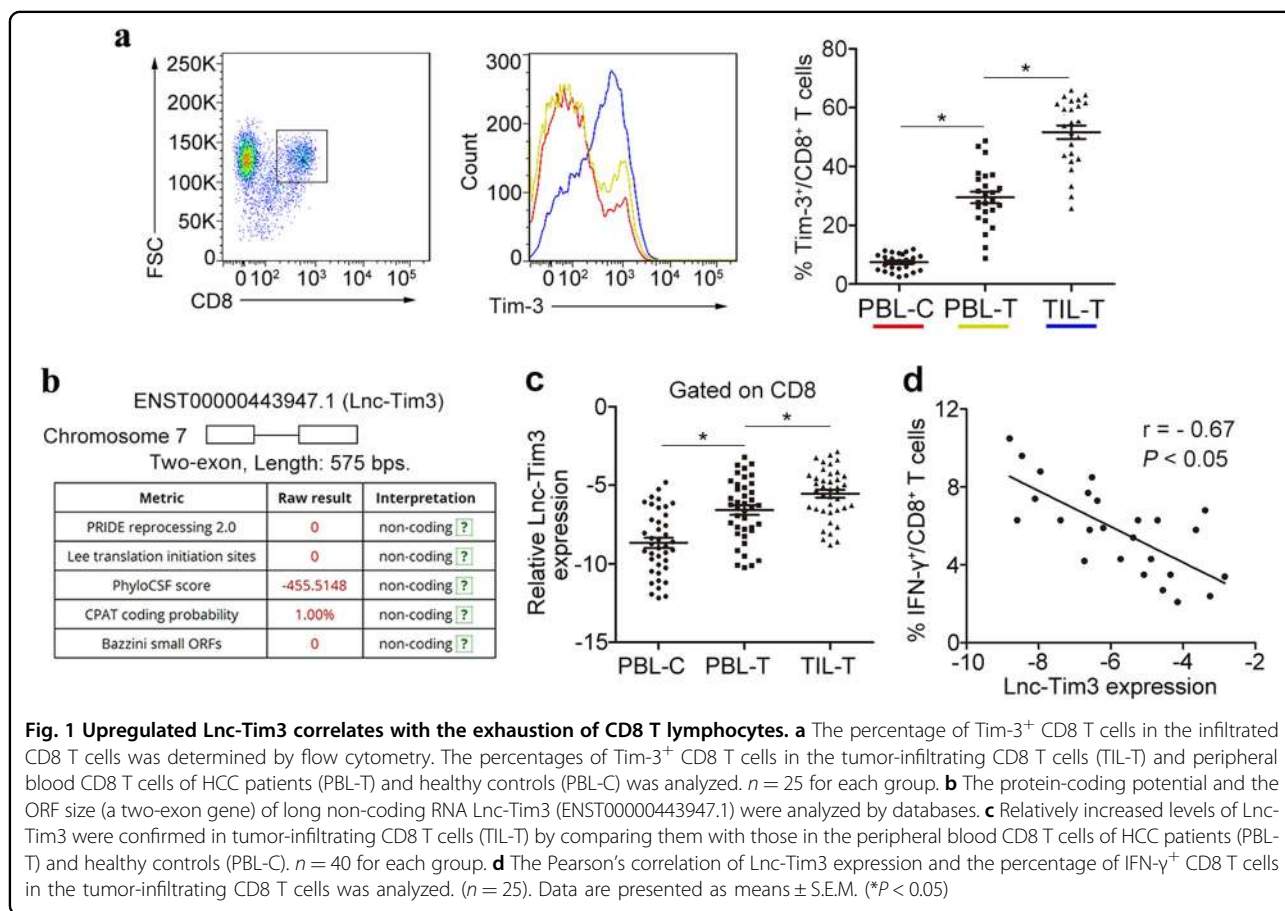 a
250K
200K
150K
100K
50K
0
FSC
0 10² 10³ 10⁴ 10⁵
CD8
300
200
100
0
Count
0 10² 10³ 10⁴ 10⁵
Tim-3
80
60
40
20
0
% Tim-3⁺/CD8⁺ T cells
*
*
PBL-C PBL-T TIL-T
b
ENST00000443947.1 (Lnc-Tim3)
Chromosome 7
Two-exon, Length: 575 bps.
Metric Raw result Interpretation
PRIDE reprocessing 2.0 0 non-coding ?
Lee translation initiation sites 0 non-coding ?
PhyloCSF score -455.5148 non-coding ?
CPAT coding probability 1.00% non-coding ?
Bazzini small ORFs 0 non-coding ?
c
Gated on CD8
0
-5
-10
-15
Relative Lnc-Tim3
expression
*
*
PBL-C PBL-T TIL-T
d
12
8
4
0
% IFN-γ⁺/CD8⁺ T cells
r = - 0.67
P < 0.05
-10 -8 -6 -4 -2
Lnc-Tim3 expression
Fig. 1 Upregulated Lnc-Tim3 correlates with the exhaustion of CD8 T lymphocytes. a The percentage of Tim-3⁺ CD8 T cells in the infiltrated
CD8 T cells was determined by flow cytometry. The percentages of Tim-3⁺ CD8 T cells in the tumor-infiltrating CD8 T cells (TIL-T) and peripheral
blood CD8 T cells of HCC patients (PBL-T) and healthy controls (PBL-C) was analyzed. n = 25 for each group. b The protein-coding potential and the
ORF size (a two-exon gene) of long non-coding RNA Lnc-Tim3 (ENST00000443947.1) were analyzed by databases. c Relatively increased levels of Lnc-
Tim3 were confirmed in tumor-infiltrating CD8 T cells (TIL-T) by comparing them with those in the peripheral blood CD8 T cells of HCC patients (PBL-
T) and healthy controls (PBL-C). n = 40 for each group. d The Pearson's correlation of Lnc-Tim3 expression and the percentage of IFN-γ⁺ CD8 T cells
in the tumor-infiltrating CD8 T cells was analyzed. (n = 25). Data are presented as means ± S.E.M. (*P < 0.05)